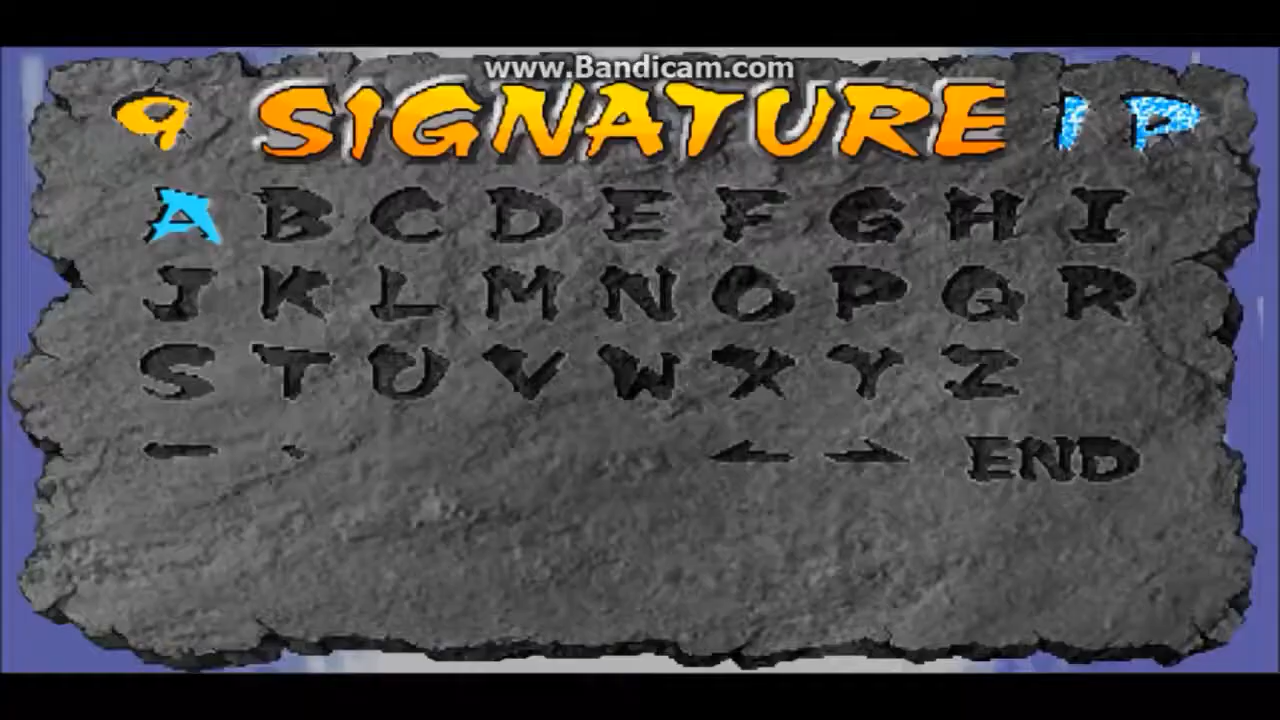 www.Bandicam.com
9 SIGNATURE 1P
A B C D E F G H I
J K L M N O P Q R
S T U V W X Y Z
- . ← → END